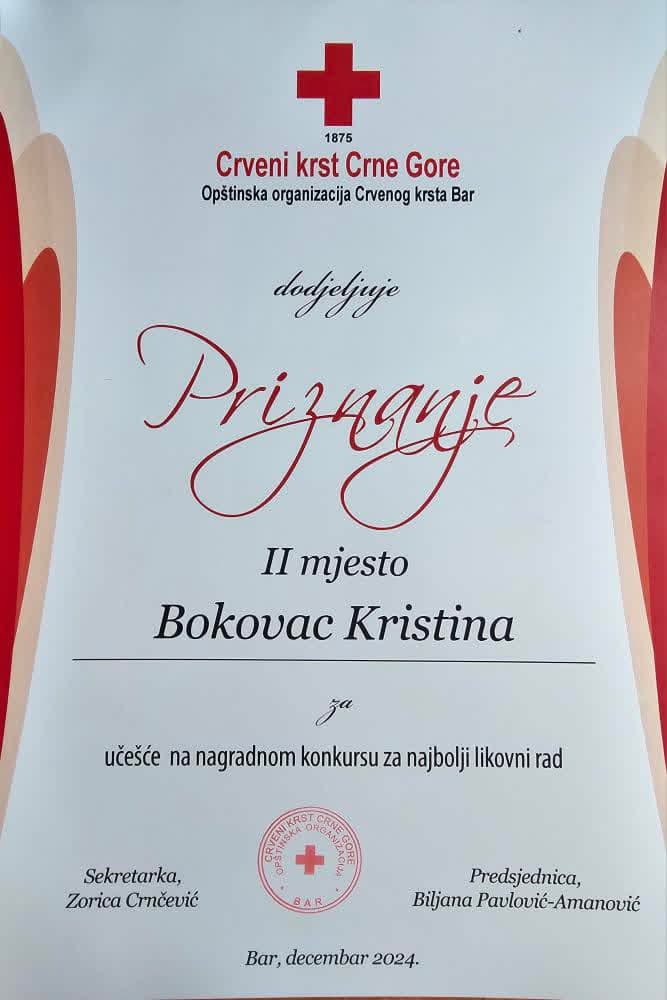 1875
Crveni krst Crne Gore
Opštinska organizacija Crvenog krsta Bar
dodjeljuje
Priznanje
II mjesto
Bokovac Kristina
za
učešće na nagradnom konkursu za najbolji likovni rad
CRVENI KRST CRNE GORE
OPŠTINSKA ORGANIZACIJA
BAR
Sekretarka,
Zorica Crnčević
Predsjednica,
Biljana Pavlović-Amanović
Bar, decembar 2024.